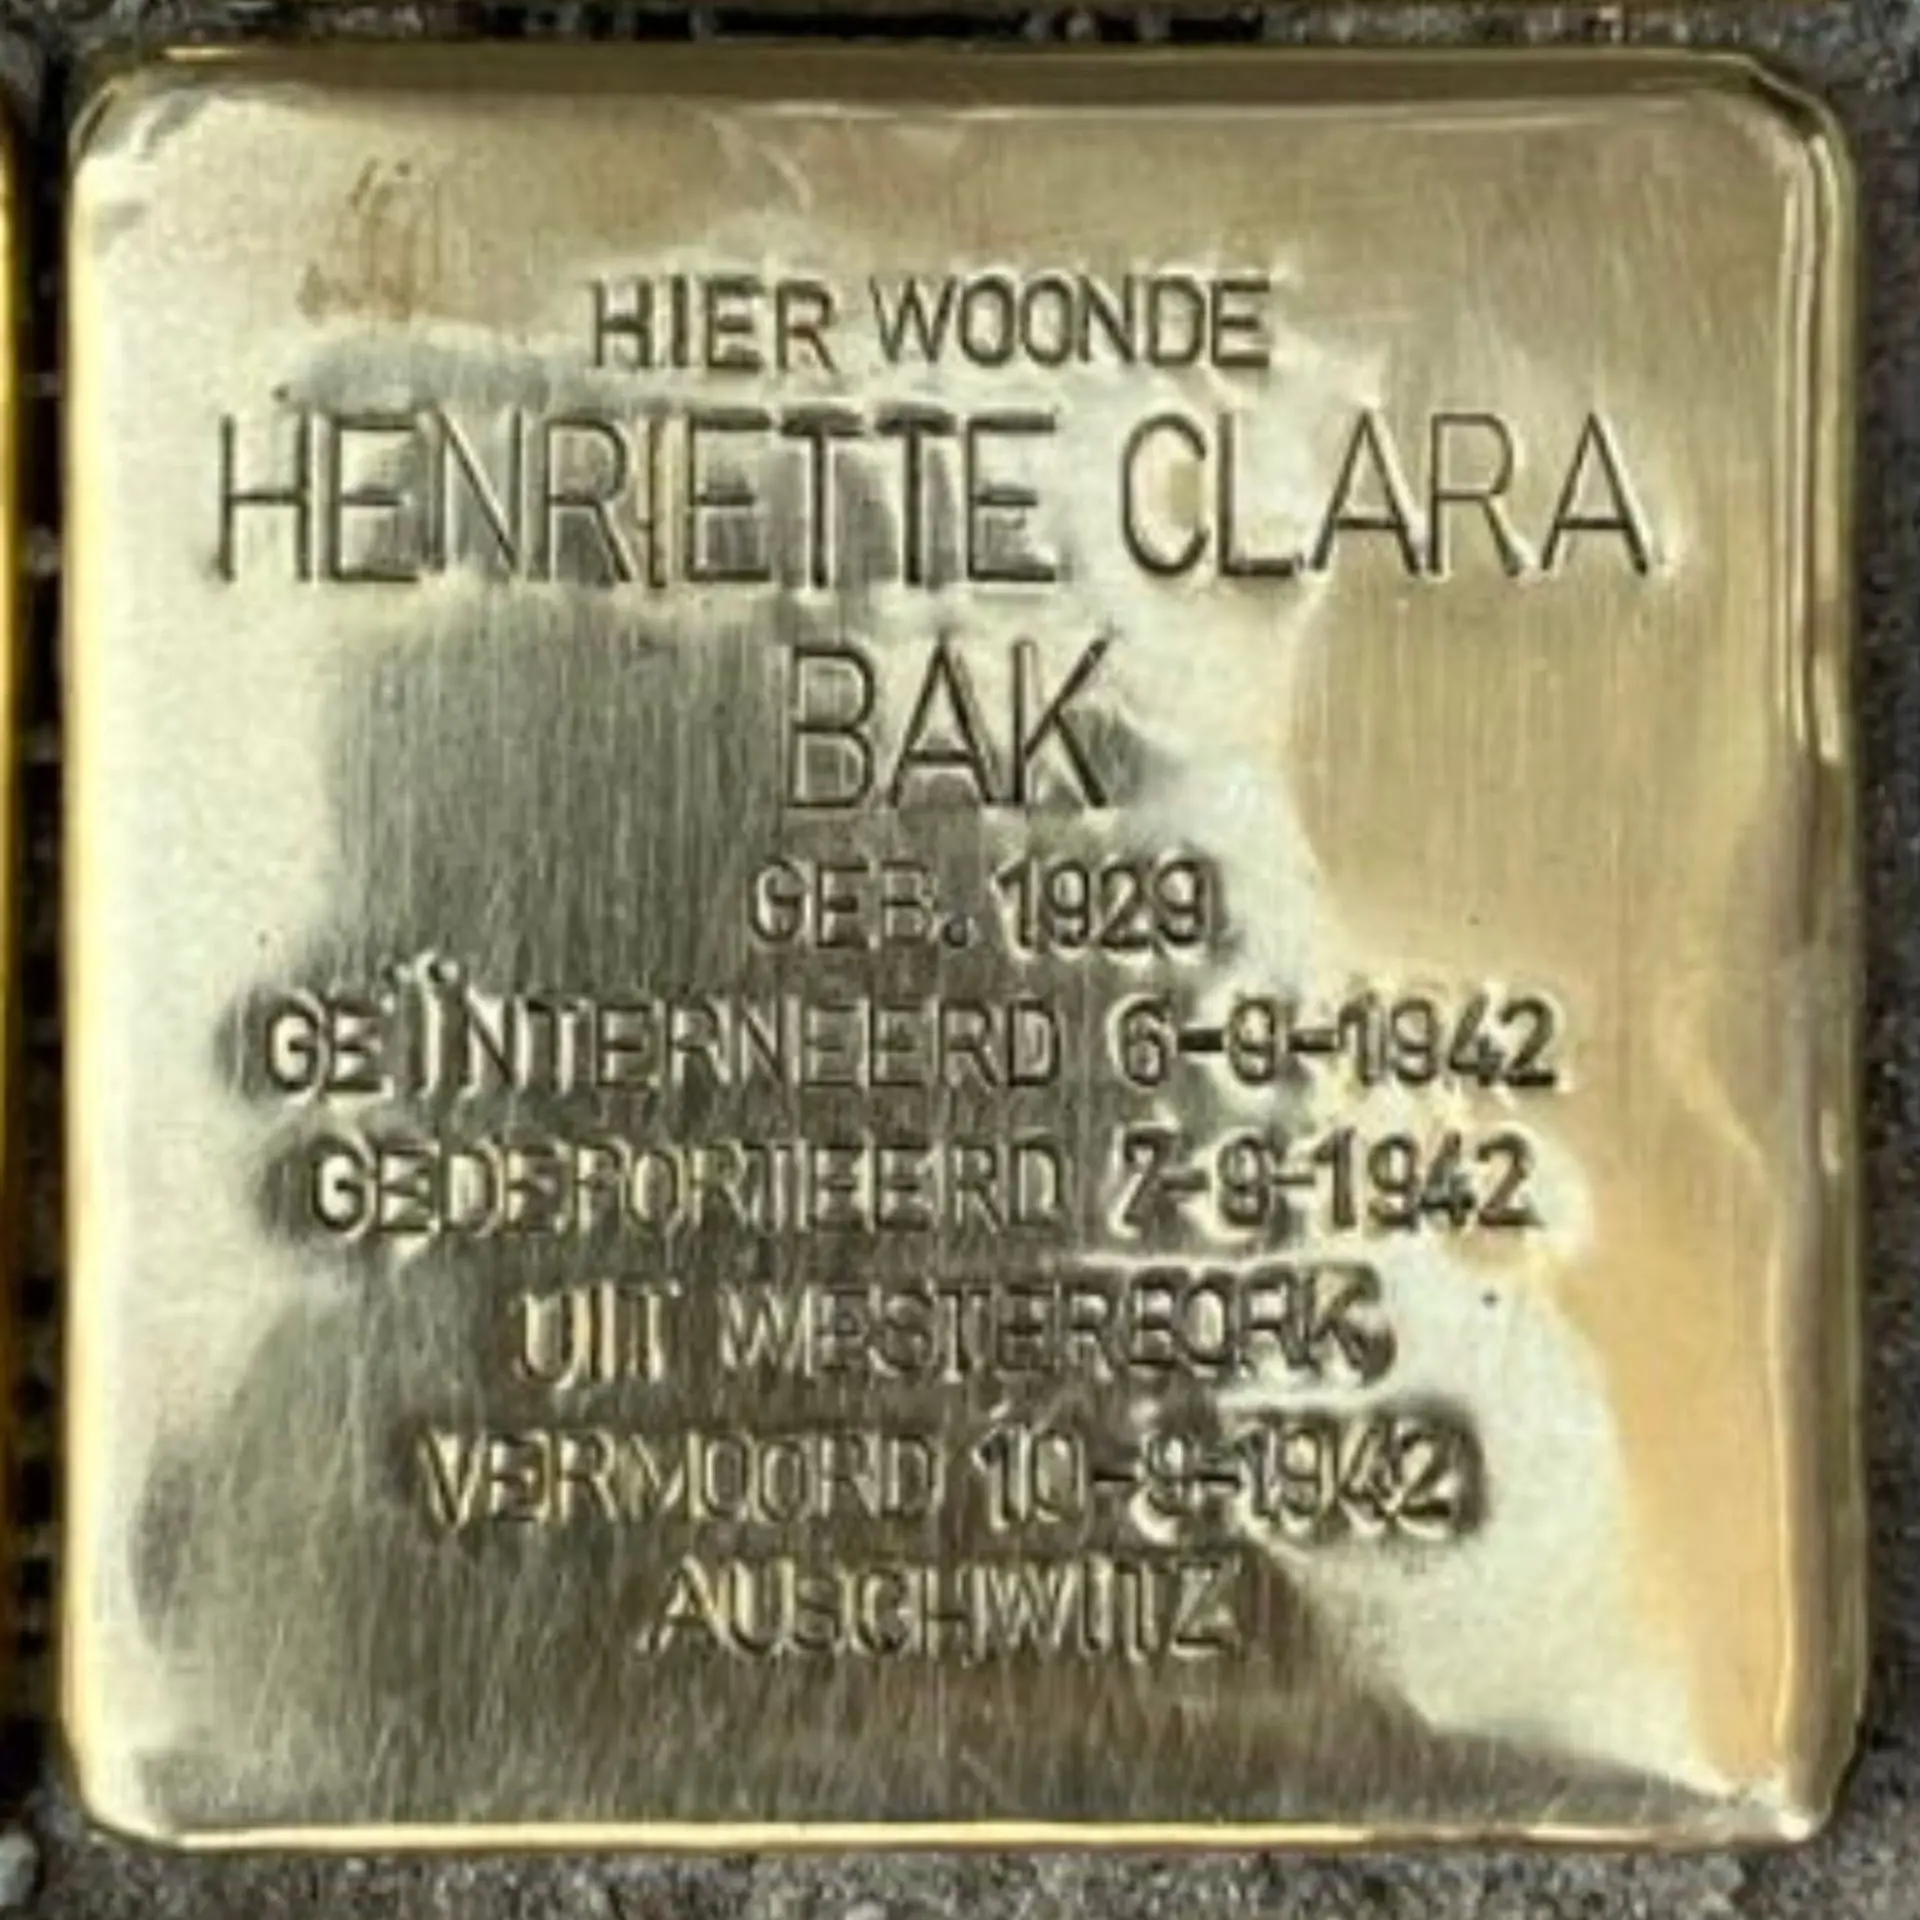 HIER WOONDE
HENRIETTE CLARA
BAK
GEB. 1929
GEÏNTERNEERD 6-9-1942
GEDEPORTEERD 7-9-1942
UIT WESTERBORK
VERMOORD 10-9-1942
AUSCHWITZ